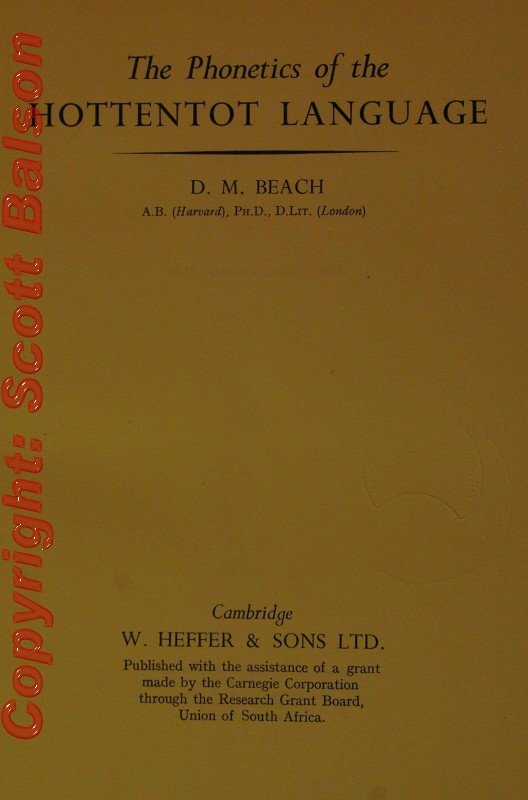 The Phonetics of the
HOTTENTOT LANGUAGE
D. M. BEACH
A.B. (Harvard), Ph.D., D.Lit. (London)
Cambridge
W. HEFFER & SONS LTD.
Published with the assistance of a grant
made by the Carnegie Corporation
through the Research Grant Board,
Union of South Africa.
Copyright: Scott Balson